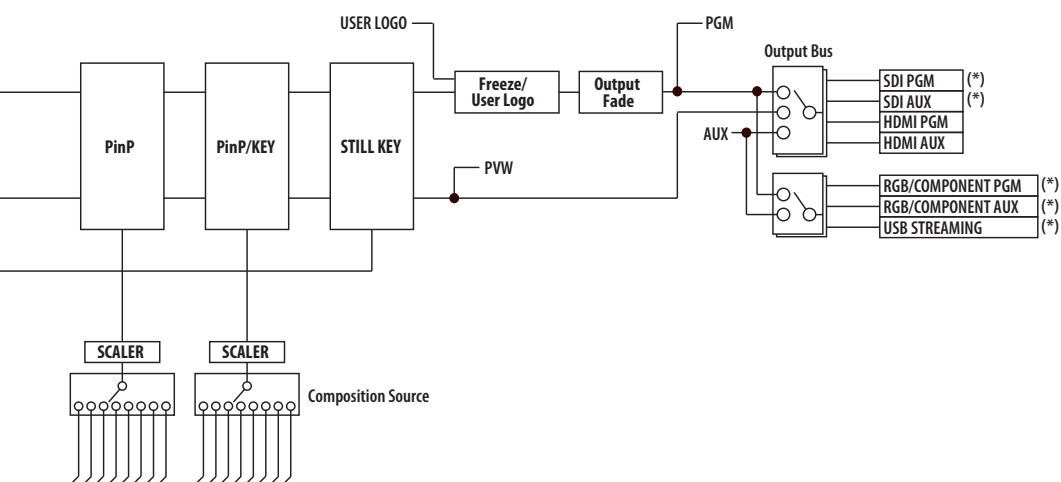 USER LOGO
PGM
Output Bus
PinP
PinP/KEY
STILL KEY
Freeze/
User Logo
Output
Fade
AUX
PVW
SDI PGM (*)
SDI AUX (*)
HDMI PGM
HDMI AUX
RGB/COMPONENT PGM (*)
RGB/COMPONENT AUX (*)
USB STREAMING (*)
SCALER
SCALER
Composition Source